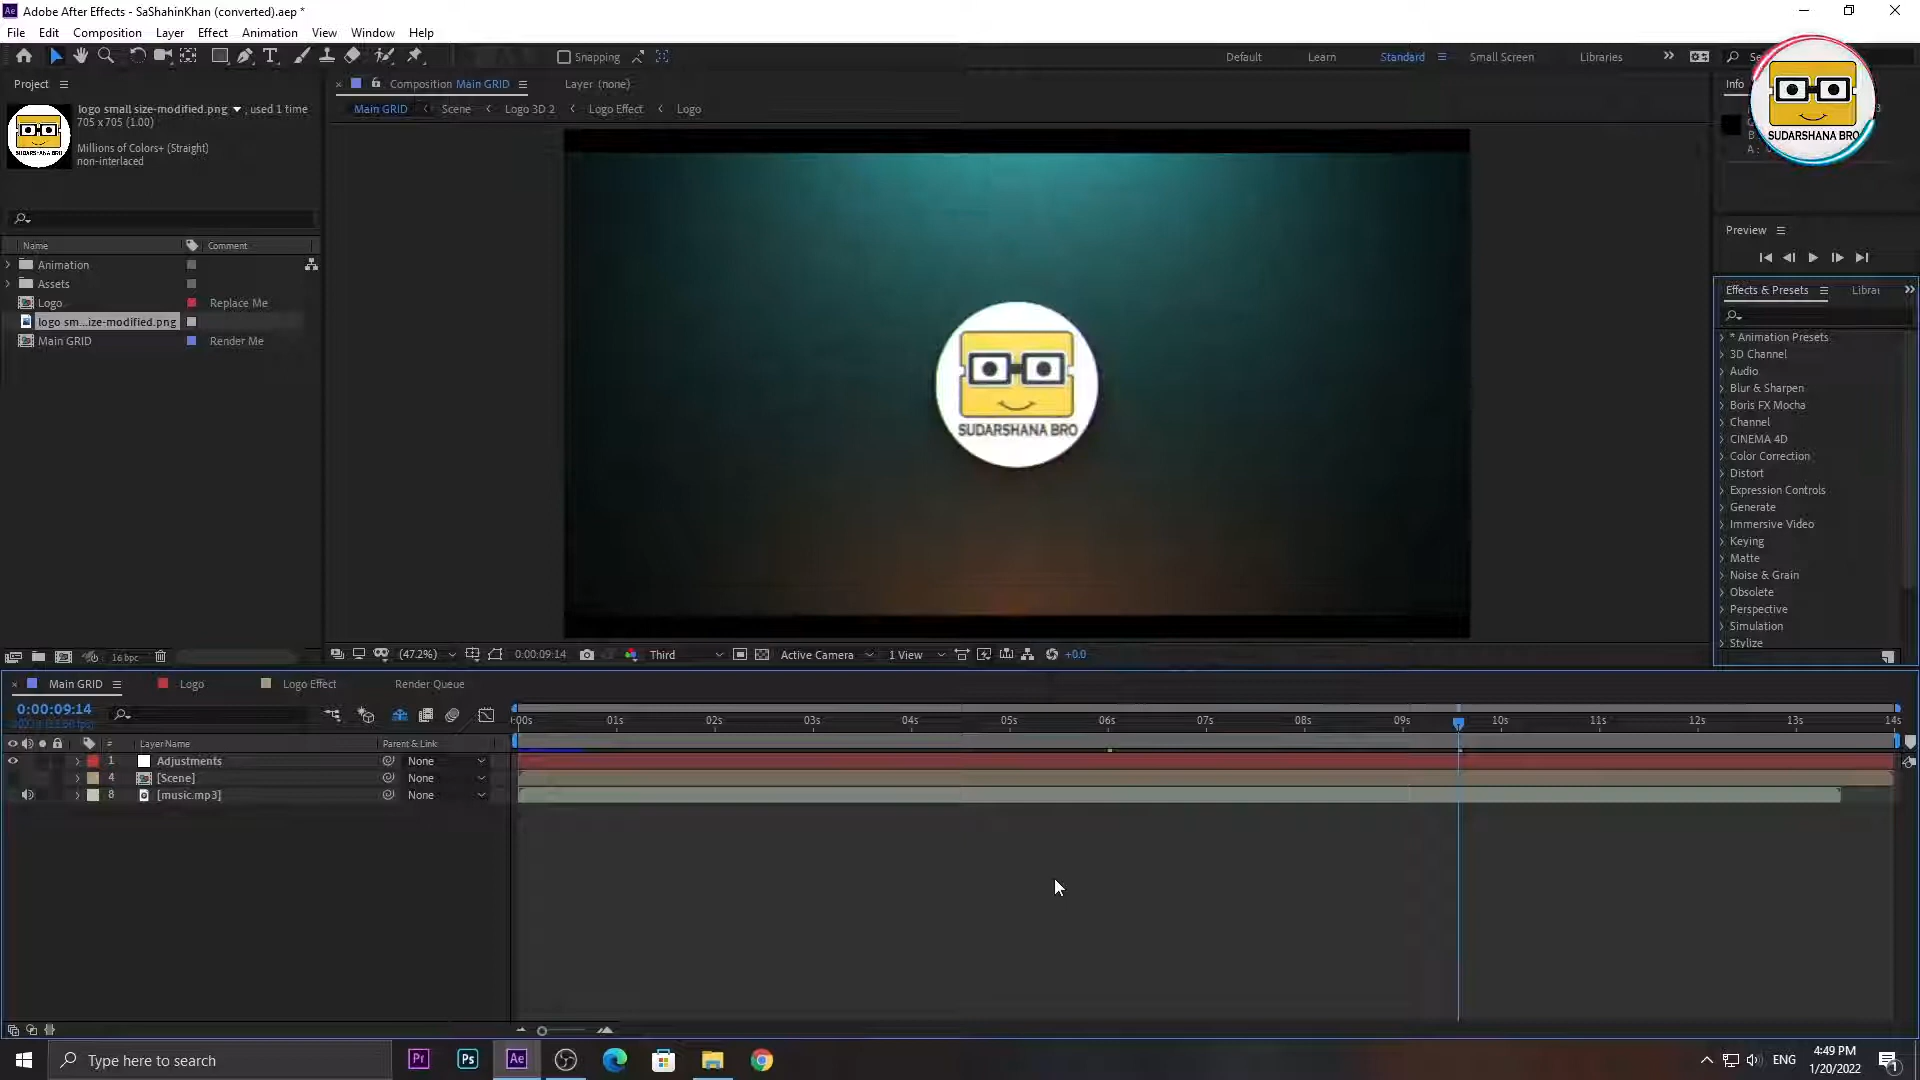 Adobe After Effects - SaShahinKhan (converted).aep *
File Edit Composition Layer Effect Animation View Window Help
Snapping
Default Learn Standard Small Screen Libraries
Project
Composition Main GRID
Layer (none)
Info
logo small size-modified.png , used 1 time
705 x 705 (1.00)
Millions of Colors+ (Straight)
non-interlaced
SUDARSHANA BRO
Main GRID Scene Logo 3D 2 Logo Effect Logo
A :
SUDARSHANA BRO
Name Comment
Animation
Assets
Logo Replace Me
logo sm...ize-modified.png
Main GRID Render Me
16 bpc
SUDARSHANA BRO
(47.2%) 0:00:09:14 Third Active Camera 1 View +0.0
Preview
Effects & Presets
* Animation Presets
3D Channel
Audio
Blur & Sharpen
Boris FX Mocha
Channel
CINEMA 4D
Color Correction
Distort
Expression Controls
Generate
Immersive Video
Keying
Matte
Noise & Grain
Obsolete
Perspective
Simulation
Stylize
Main GRID Logo Logo Effect Render Queue
0:00:09:14
:00s 01s 02s 03s 04s 05s 06s 07s 08s 09s 10s 11s 12s 13s 14s
# Layer Name Parent & Link
1 Adjustments None
4 [Scene] None
8 [music.mp3] None
Type here to search
Pr Ps Ae
ENG
4:49 PM
1/20/2022
1